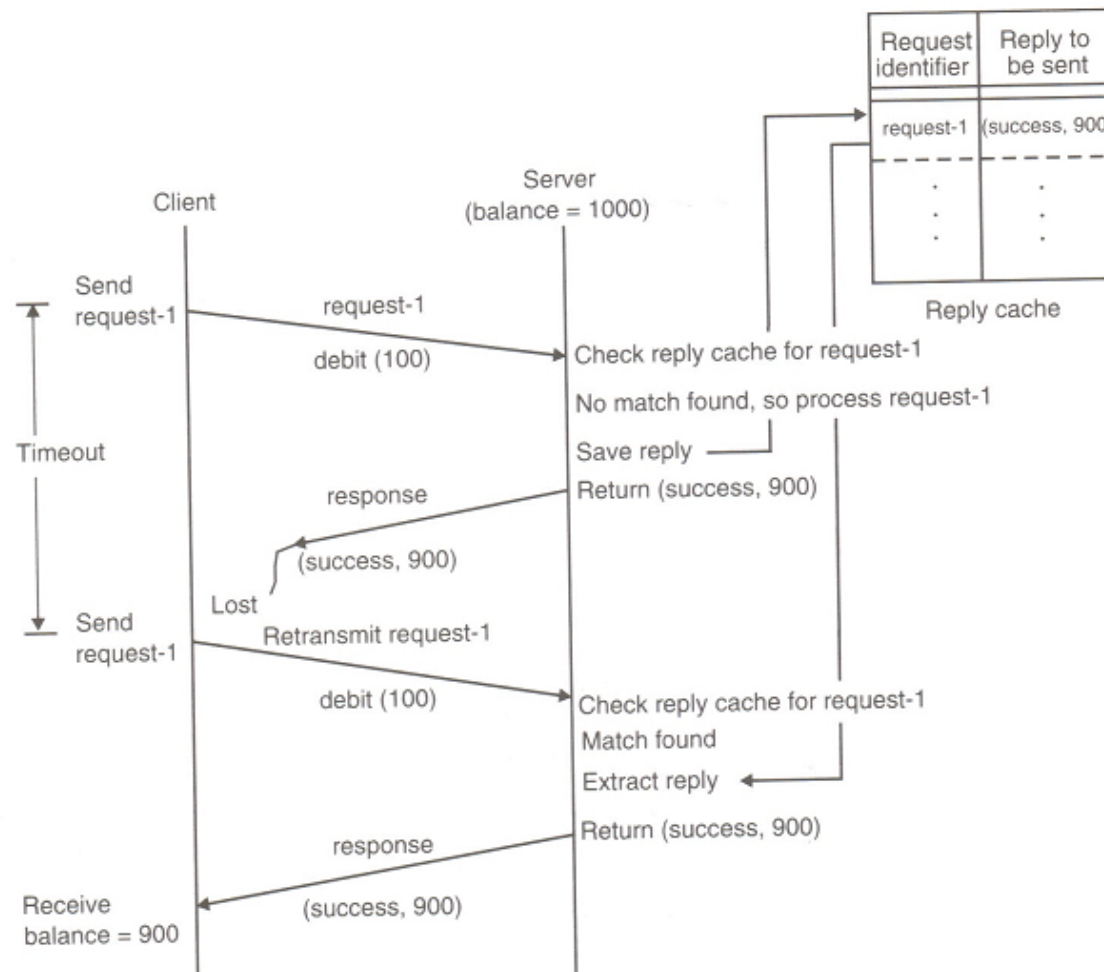 Request identifier
Reply to be sent
request-1
(success, 900
Reply cache
Client
Server
(balance = 1000)
Send
request-1
request-1
debit (100)
Check reply cache for request-1
No match found, so process request-1
Timeout
Save reply
Return (success, 900)
response
(success, 900)
Lost
Send
request-1
Retransmit request-1
debit (100)
Check reply cache for request-1
Match found
Extract reply
Return (success, 900)
response
(success, 900)
Receive
balance = 900